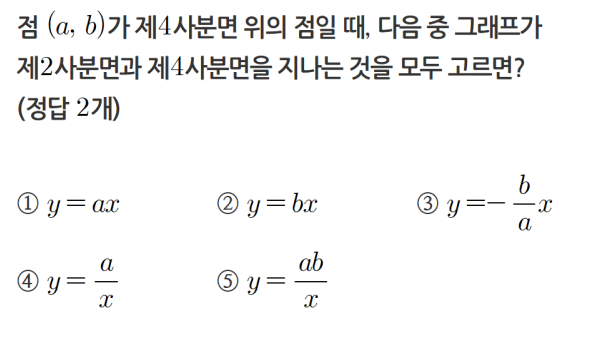 점 (a, b)가 제4사분면 위의 점일 때, 다음 중 그래프가
제2사분면과 제4사분면을 지나는 것을 모두 고르면?
(정답 2개)
① y=ax ② y=bx ③ y=-\frac{b}{a}x
④ y=\frac{a}{x} ⑤ y=\frac{ab}{x}